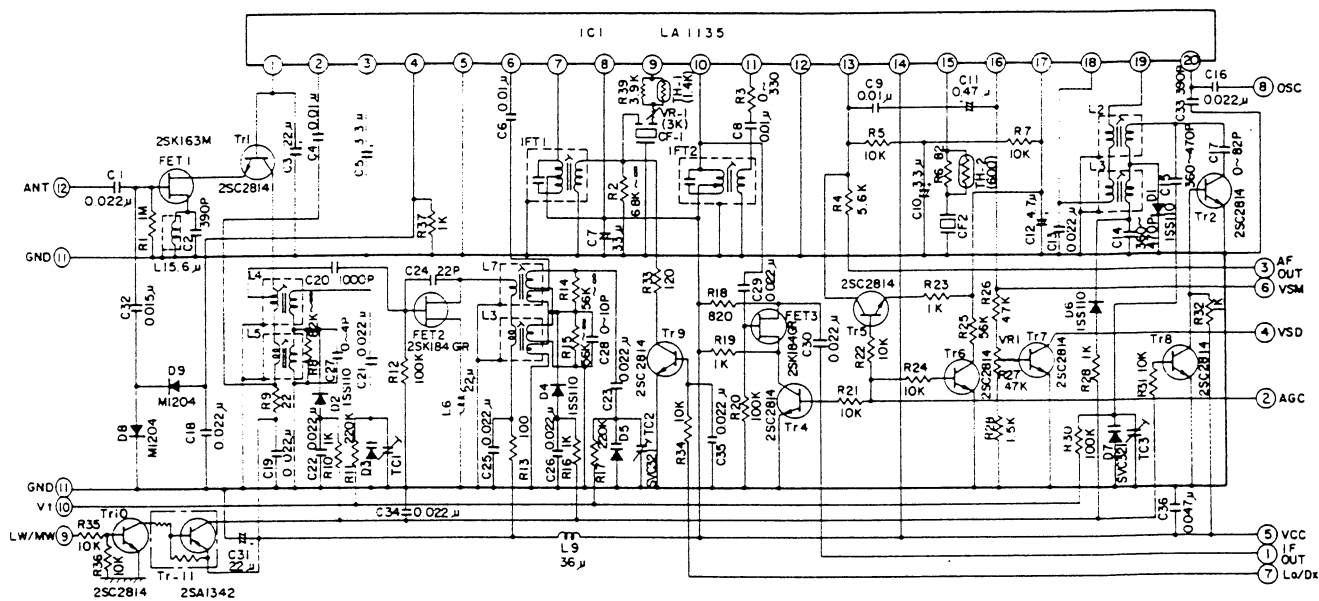 IC1 LA1135
1 2 3 4 5 6 7 8 9 10 11 12 13 14 15 16 17 18 19 20
C16
0.022μ
8 OSC
C33 390P
2SK163M
FET1
Tr1
2SC2814
C3 22μ
C4 0.01μ
C5 3.3μ
C6 0.01μ
R39
3.9K
TH-1
(1.4K)
VR-1
(3K)
CF-1
R3
0~330
C8
0.01μ
C9
0.01μ
C11
0.47μ
L2
360~470P
C17
0~82P
ANT 12
C1
0.022μ
R1 1M
C2
390P
L1 5.6μ
R37
1K
IFT1
R2
6.8K~∞
C7
33μ
IFT2
R4
5.6K
R5
10K
C10 3.3μ
R6 82
TH-2
(600)
CF2
R7
10K
C12 4.7μ
C13
0.022μ
L3
C14
360~
470P
C15
D1
1SS110
Tr2
2SC2814
GND 11
3 AF OUT
6 VSM
4 VSD
2 AGC
C32
0.015μ
L4
C20 1000P
L5
R8
C27
0~4P
C21
0.022μ
R9
22
D2
1SS110
C24 22P
FET2
2SK184GR
R12
100K
L6
22μ
L7
L3
R14
56K~∞
R15
56K~∞
C28 0~10P
D4
1SS110
C23
0.022μ
R33
120
Tr9
2SC2814
C29
0.022μ
R18
820
R19
1K
FET3
2SK184GR
C30
0.022μ
R20
100K
Tr4
2SC2814
2SC2814
Tr5
R22
10K
R21
10K
R23
1K
R24
10K
R25
56K
Tr6
2SC2814
R26
47K
VR1
R27
47K
Tr7
2SC2814
1.5K
D6
1SS110
R28
1K
Tr8
2SC2814
R31 10K
R32
1K
D9
M1204
D8
M1204
C18
0.022μ
C19
0.022μ
C22 0.022μ
R10 1K
R11 220K
D3
TC1
C25 0.022μ
R13
100
C26 0.022μ
R16 1K
R17 220K
D5
SVC321
TC2
R34
10K
C35
0.022μ
R30
100K
D7
SVC321
TC3
GND 11
Vt 10
LW/MW 9
R35
10K
R36
10K
Tr10
2SC2814
Tr-11
2SA1342
C31
22μ
C34
0.022μ
L9
36μ
C36
0.047μ
5 VCC
1 IF OUT
7 Lo/Dx